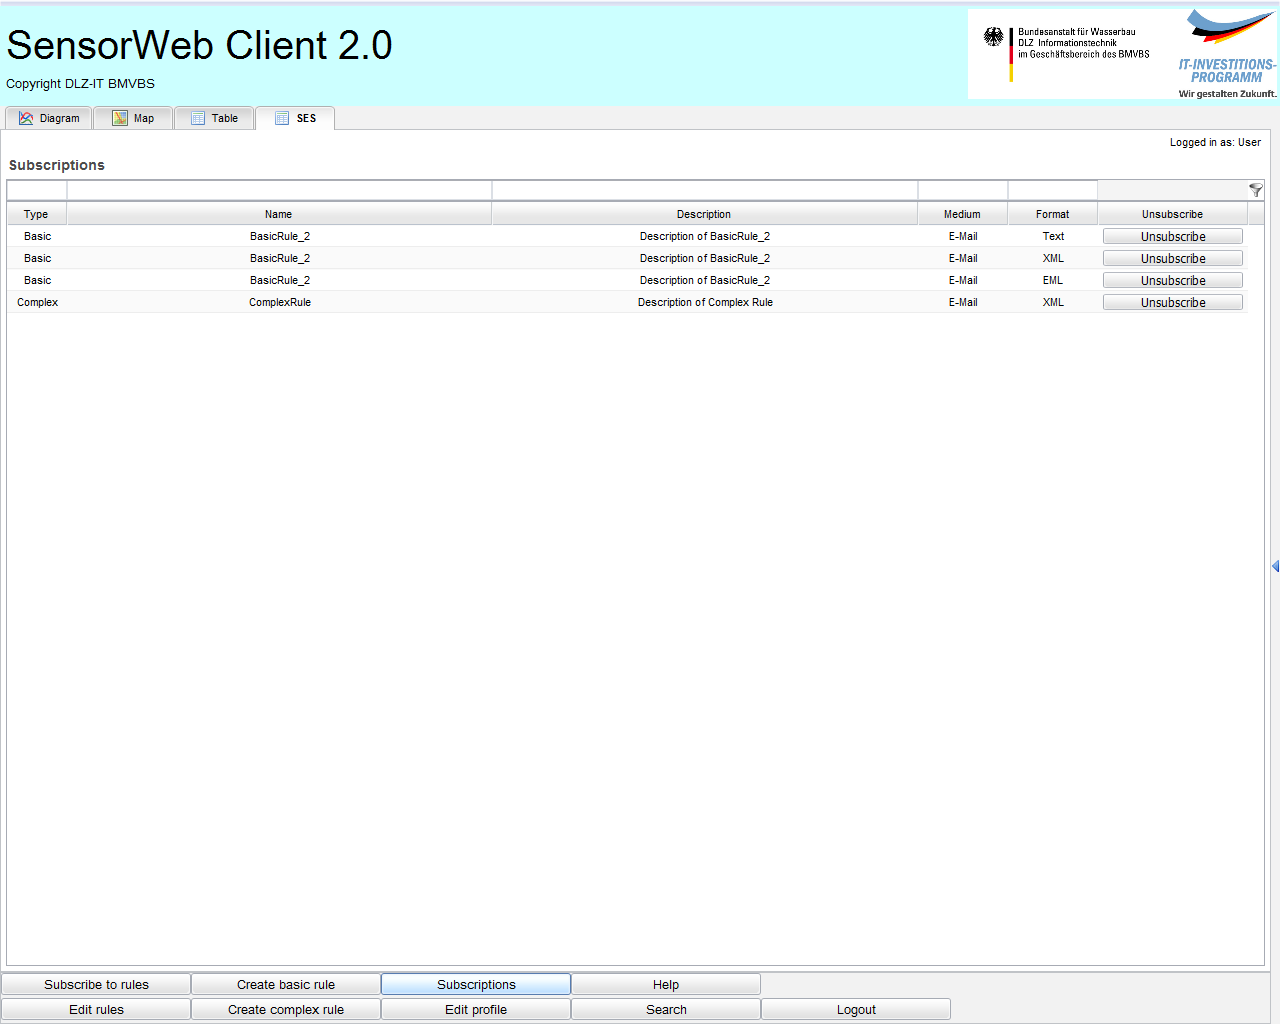 SensorWeb Client 2.0
Copyright DLZ-IT BMVBS
Bundesanstalt für Wasserbau
DLZ Informationstechnik
im Geschäftsbereich des BMVBS
IT-INVESTITIONS-
PROGRAMM
Wir gestalten Zukunft.
Diagram Map Table SES
Logged in as: User
Subscriptions
Type Name Description Medium Format Unsubscribe
Basic BasicRule_2 Description of BasicRule_2 E-Mail Text Unsubscribe
Basic BasicRule_2 Description of BasicRule_2 E-Mail XML Unsubscribe
Basic BasicRule_2 Description of BasicRule_2 E-Mail EML Unsubscribe
Complex ComplexRule Description of Complex Rule E-Mail XML Unsubscribe
Subscribe to rules Create basic rule Subscriptions Help
Edit rules Create complex rule Edit profile Search Logout